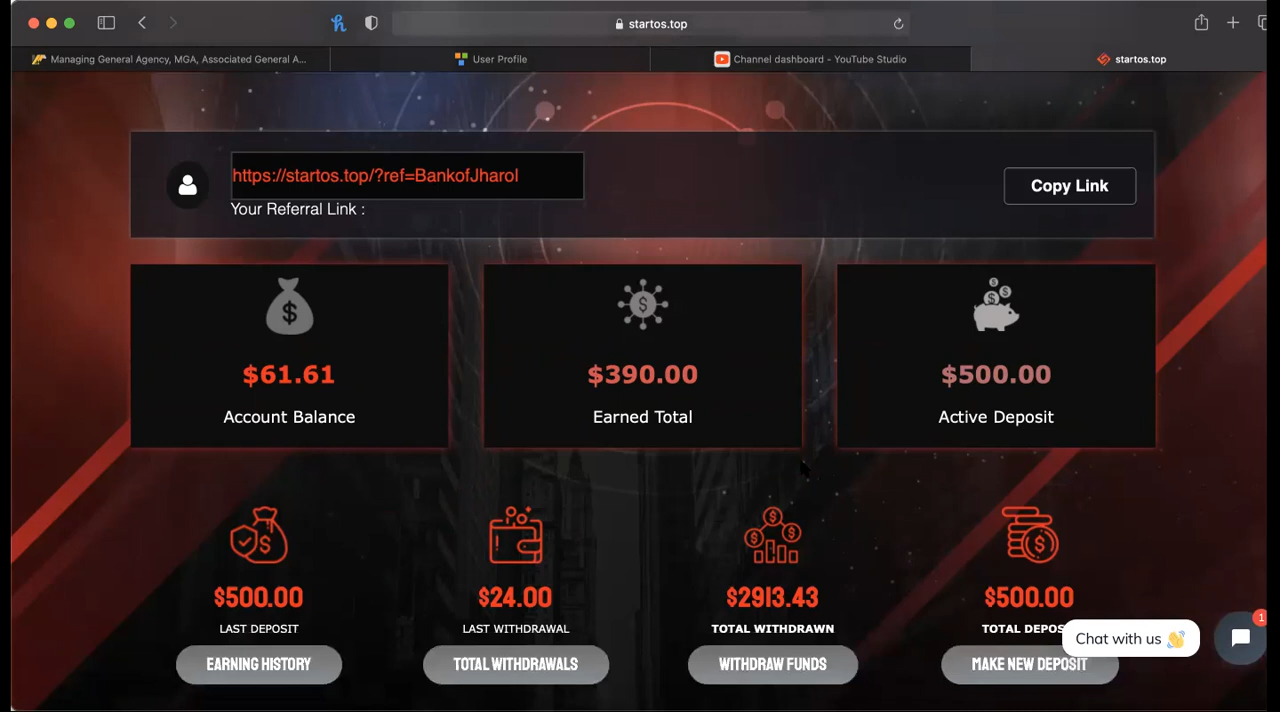 startos.top
Managing General Agency, MGA, Associated General A...
User Profile
Channel dashboard - YouTube Studio
startos.top
https://startos.top/?ref=BankofJharol
Your Referral Link :
Copy Link
$61.61
Account Balance
$390.00
Earned Total
$500.00
Active Deposit
$500.00
LAST DEPOSIT
EARNING HISTORY
$24.00
LAST WITHDRAWAL
TOTAL WITHDRAWALS
$2913.43
TOTAL WITHDRAWN
WITHDRAW FUNDS
$500.00
TOTAL DEPOS
MAKE NEW DEPOSIT
Chat with us 👋
1